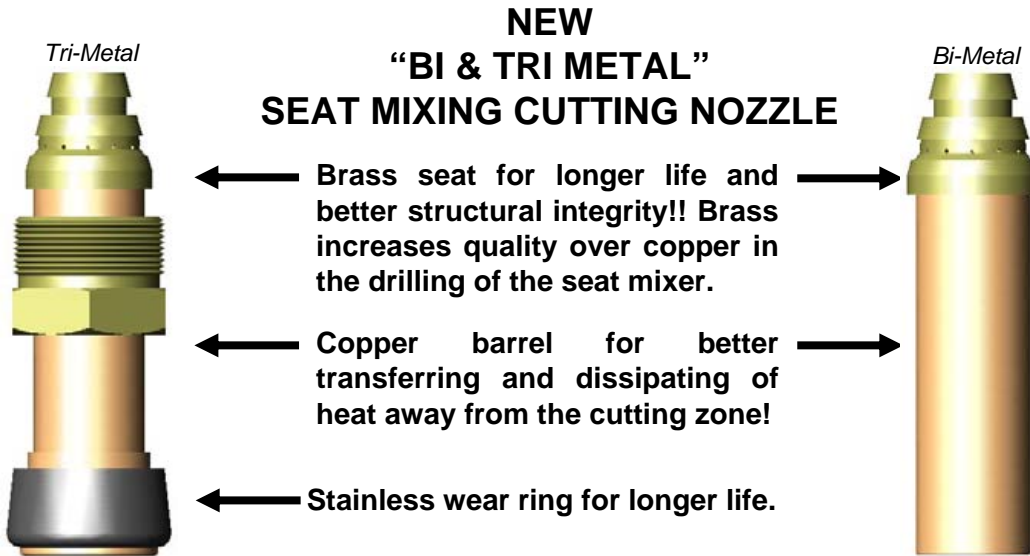 NEW
“BI & TRI METAL”
SEAT MIXING CUTTING NOZZLE
Tri-Metal
Bi-Metal
Brass seat for longer life and
better structural integrity!! Brass
increases quality over copper in
the drilling of the seat mixer.
Copper barrel for better
transferring and dissipating of
heat away from the cutting zone!
Stainless wear ring for longer life.